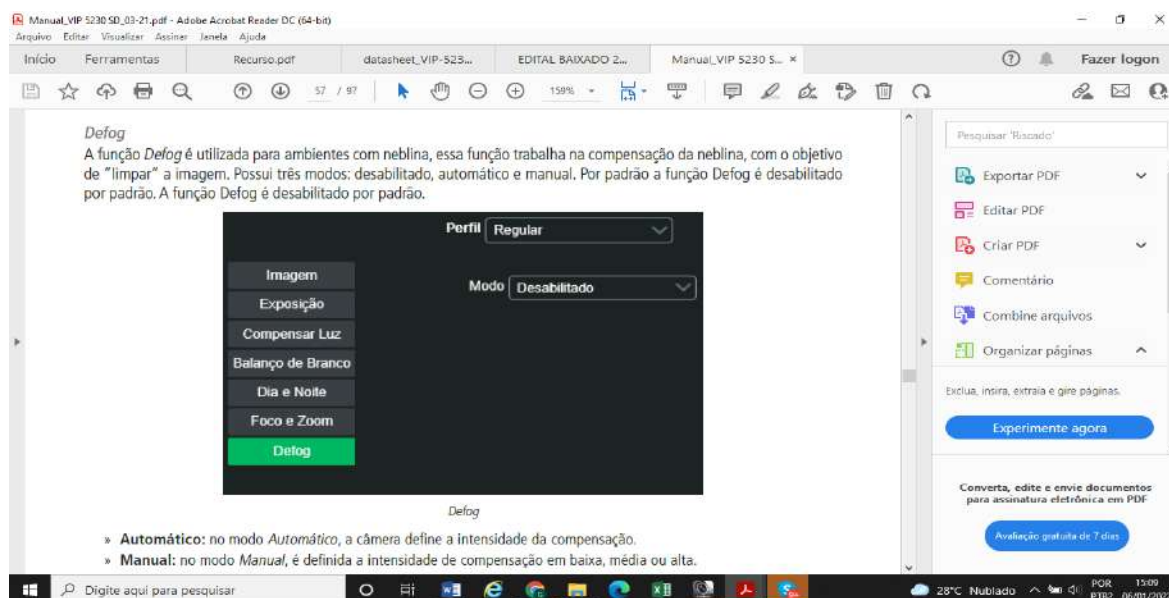 Manual_VIP 5230 SD_03-21.pdf - Adobe Acrobat Reader DC (64-bit)
Arquivo Editar Visualizar Assinar Janela Ajuda
Início Ferramentas Recurso.pdf datasheet_VIP-523... EDITAL BAIXADO 2... Manual_VIP 5230 S... × Fazer logon
57 / 97 159%
Defog
A função Defog é utilizada para ambientes com neblina, essa função trabalha na compensação da neblina, com o objetivo
de "limpar" a imagem. Possui três modos: desabilitado, automático e manual. Por padrão a função Defog é desabilitado
por padrão. A função Defog é desabilitado por padrão.
Perfil Regular
Modo Desabilitado
Imagem
Exposição
Compensar Luz
Balanço de Branco
Dia e Noite
Foco e Zoom
Defog
Defog
» Automático: no modo Automático, a câmera define a intensidade da compensação.
» Manual: no modo Manual, é definida a intensidade de compensação em baixa, média ou alta.
Pesquisar 'Riscado'
Exportar PDF
Editar PDF
Criar PDF
Comentário
Combine arquivos
Organizar páginas
Exclua, insira, extraia e gire páginas.
Experimente agora
Converta, edite e envie documentos
para assinatura eletrônica em PDF
Avaliação gratuita de 7 dias
Digite aqui para pesquisar
28°C Nublado
POR
PTB2
15:09